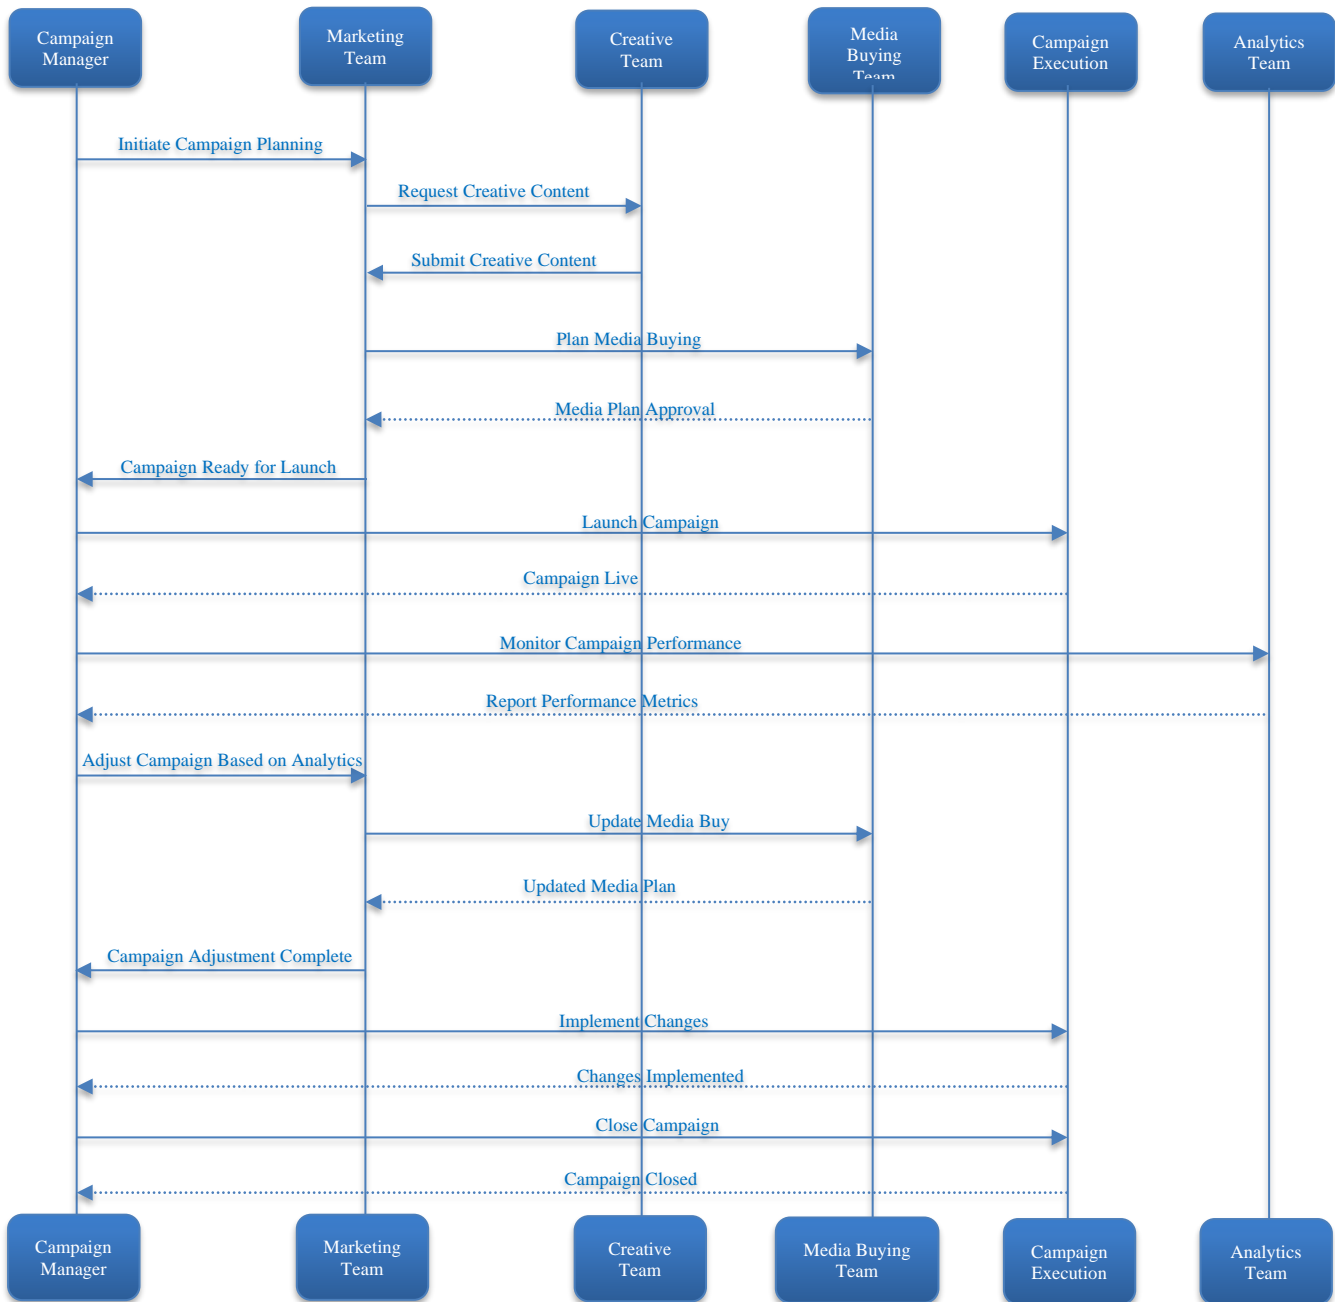 Campaign
Manager
Marketing
Team
Creative
Team
Media
Buying
Team
Campaign
Execution
Analytics
Team
Initiate Campaign Planning
Request Creative Content
Submit Creative Content
Plan Media Buying
Media Plan Approval
Campaign Ready for Launch
Launch Campaign
Campaign Live
Monitor Campaign Performance
Report Performance Metrics
Adjust Campaign Based on Analytics
Update Media Buy
Updated Media Plan
Campaign Adjustment Complete
Implement Changes
Changes Implemented
Close Campaign
Campaign Closed
Campaign
Manager
Marketing
Team
Creative
Team
Media Buying
Team
Campaign
Execution
Analytics
Team